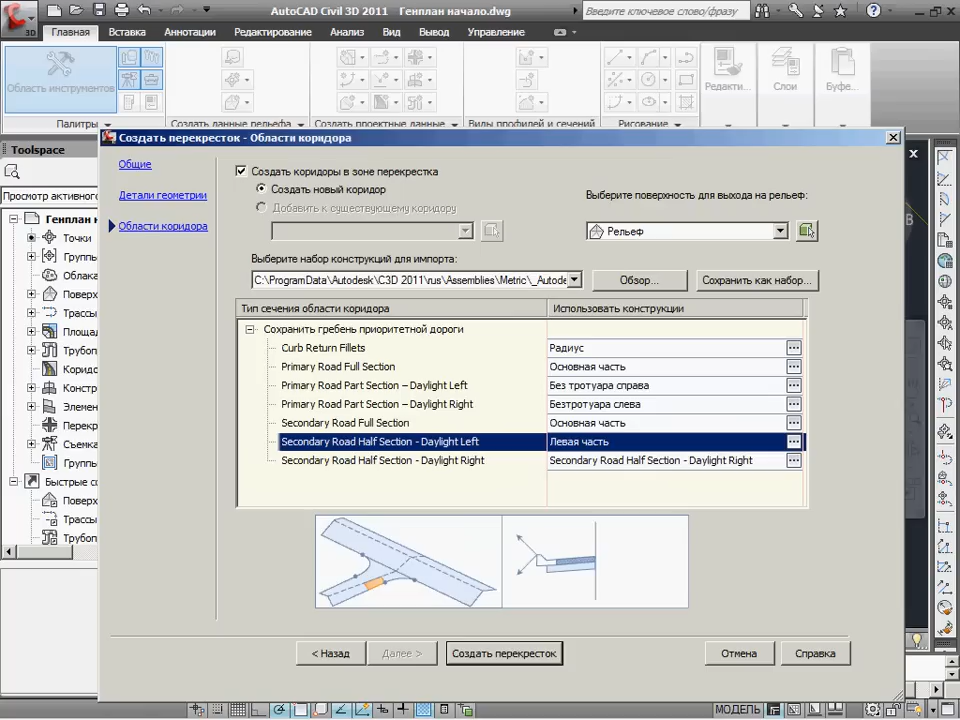 AutoCAD Civil 3D 2011 Генплан начало.dwg
Введите ключевое слово/фразу
3D
Главная
Вставка
Аннотации
Редактирование
Анализ
Вид
Вывод
Управление
Область инструментов
Редакти...
Слои
Буфе...
Палитры
Создать данные рельефа
Создать проектные данные
Виды профилей и сечений
Рисование
Создать перекресток - Области коридора
Toolspace
Просмотр активного
Генплан н
Точки
Группы
Облака
Поверх
Трассы
Площад
Трубоп
Коридо
Констр
Элемен
Перекр
Съемка
Группы
Быстрые сс
Поверх
Трассы
Трубоп
Общие
Детали геометрии
Области коридора
Создать коридоры в зоне перекрестка
Создать новый коридор
Добавить к существующему коридору
Выберите поверхность для выхода на рельеф:
Рельеф
Выберите набор конструкций для импорта:
C:\ProgramData\Autodesk\C3D 2011\rus\Assemblies\Metric\_Autode
Обзор...
Сохранить как набор...
Тип сечения области коридора
Использовать конструкции
Сохранить гребень приоритетной дороги
Curb Return Fillets
Радиус
Primary Road Full Section
Основная часть
Primary Road Part Section – Daylight Left
Без тротуара справа
Primary Road Part Section – Daylight Right
Безтротуара слева
Secondary Road Full Section
Основная часть
Secondary Road Half Section - Daylight Left
Левая часть
Secondary Road Half Section - Daylight Right
Secondary Road Half Section - Daylight Right
< Назад
Далее >
Создать перекресток
Отмена
Справка
МОДЕЛЬ